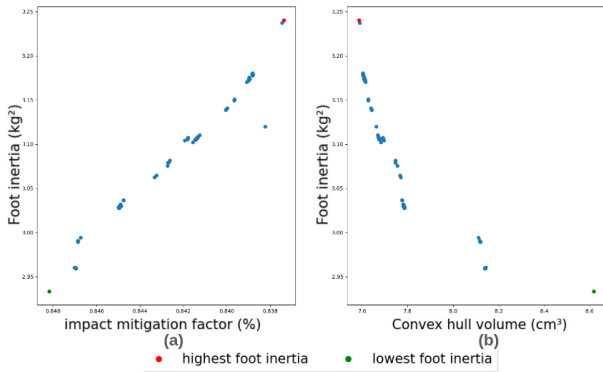 3.25
3.20
3.15
3.10
3.05
3.00
2.95
Foot inertia (kg²)
0.848 0.846 0.844 0.842 0.840 0.838
impact mitigation factor (%)
(a)
3.25
3.20
3.15
3.10
3.05
3.00
2.95
Foot inertia (kg²)
7.6 7.8 8.0 8.2 8.4 8.6
Convex hull volume (cm³)
(b)
highest foot inertia lowest foot inertia